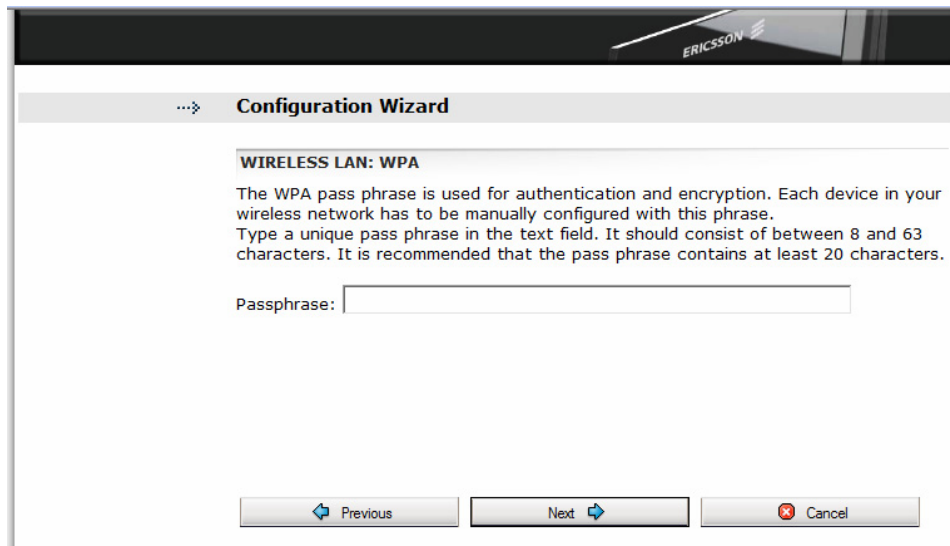 ERICSSON
Configuration Wizard
WIRELESS LAN: WPA
The WPA pass phrase is used for authentication and encryption. Each device in your
wireless network has to be manually configured with this phrase.
Type a unique pass phrase in the text field. It should consist of between 8 and 63
characters. It is recommended that the pass phrase contains at least 20 characters.
Passphrase:
Previous Next Cancel